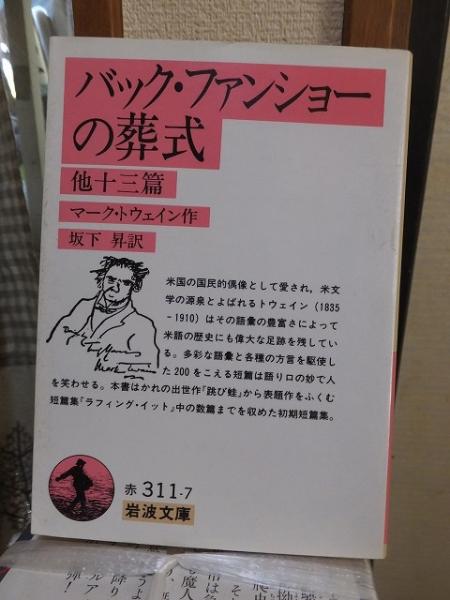 バック・ファンショー
の葬式
他十三篇
マーク・トウェイン作
坂下 昇訳
米国の国民的偶像として愛され，米文
学の源泉とよばれるトウェイン（1835
－1910）はその語彙の豊富さによって
米語の歴史にも偉大な足跡を残してい
る。多彩な語彙と各種の方言を駆使し
た200をこえる短篇は語り口の妙で人
を笑わせる。本書はかれの出世作『跳び蛙』から表題作をふくむ
短篇集『ラフィング・イット』中の数篇までを収めた初期短篇集。
Mark Twain
赤 311-7
岩波文庫